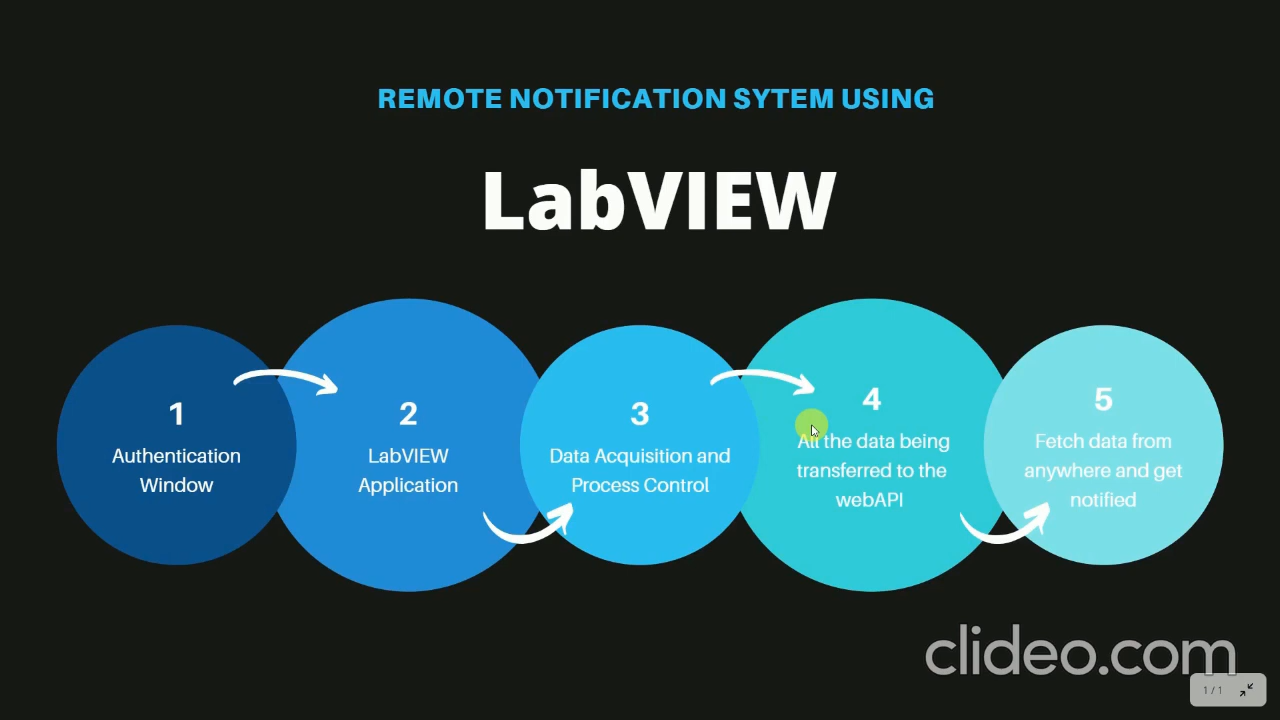 REMOTE NOTIFICATION SYTEM USING
LabVIEW
1
Authentication
Window
2
LabVIEW
Application
3
Data Acquisition and
Process Control
4
All the data being
transferred to the
webAPI
5
Fetch data from
anywhere and get
notified
clideo.com
1 / 1